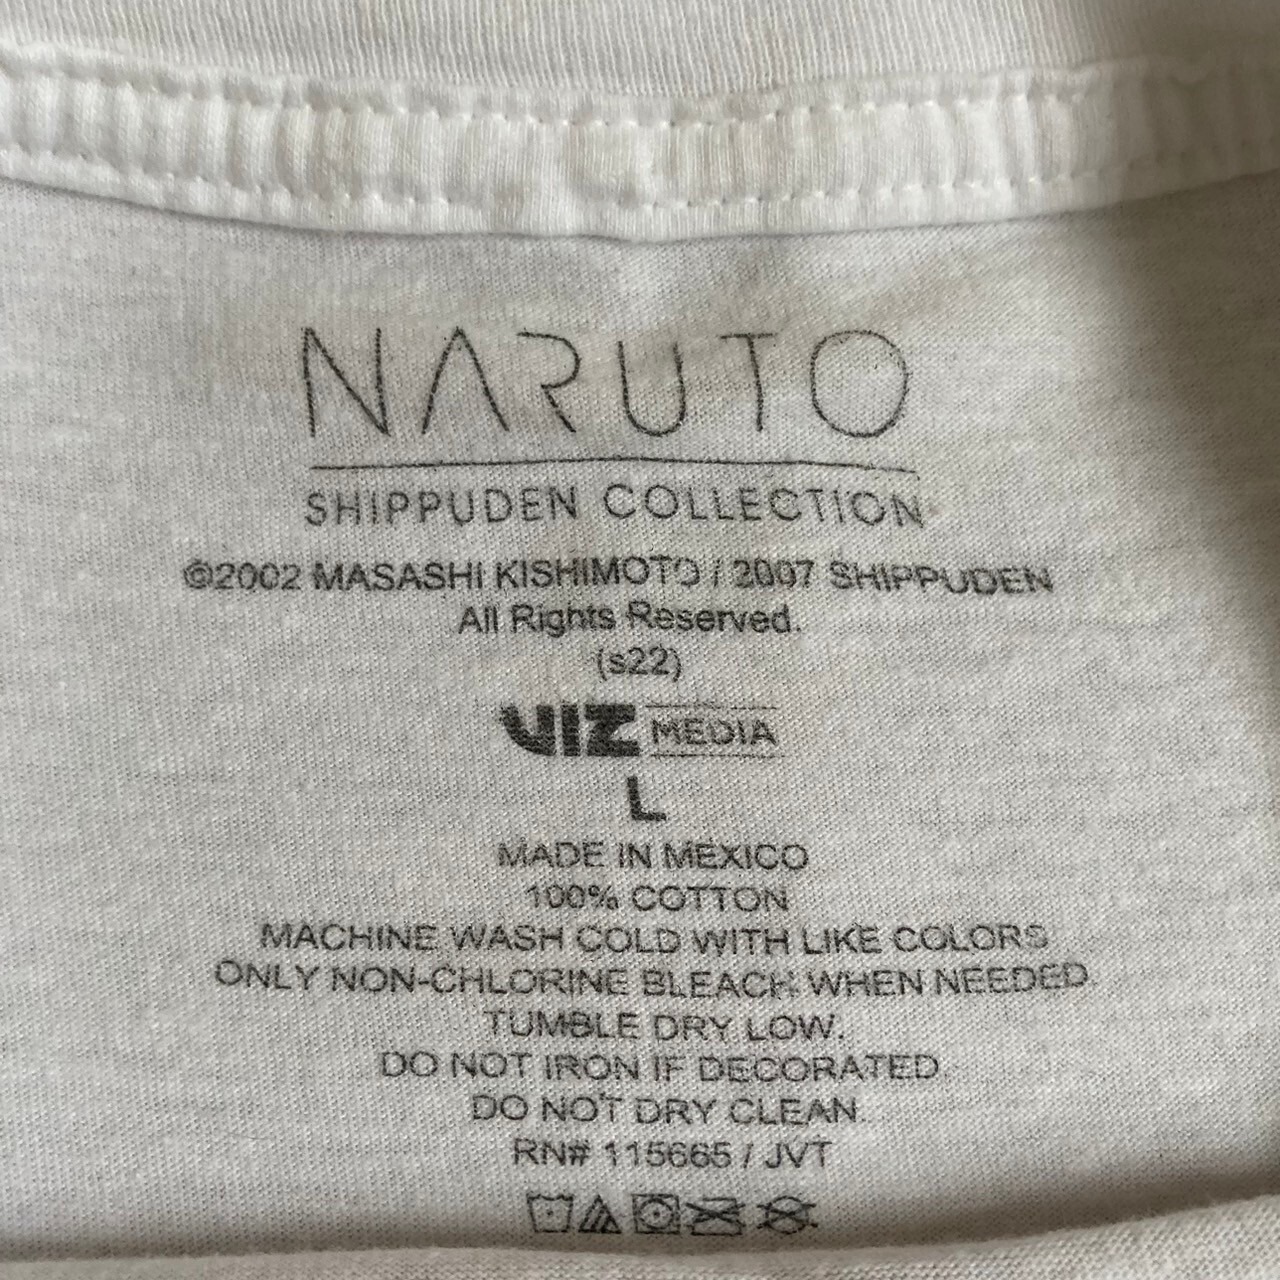 NARUTO
SHIPPUDEN COLLECTION
©2002 MASASHI KISHIMOTO / 2007 SHIPPUDEN
All Rights Reserved.
(s22)
VIZ MEDIA
L
MADE IN MEXICO
100% COTTON
MACHINE WASH COLD WITH LIKE COLORS
ONLY NON-CHLORINE BLEACH WHEN NEEDED.
TUMBLE DRY LOW.
DO NOT IRON IF DECORATED
DO NOT DRY CLEAN.
RN# 115665 / JVT